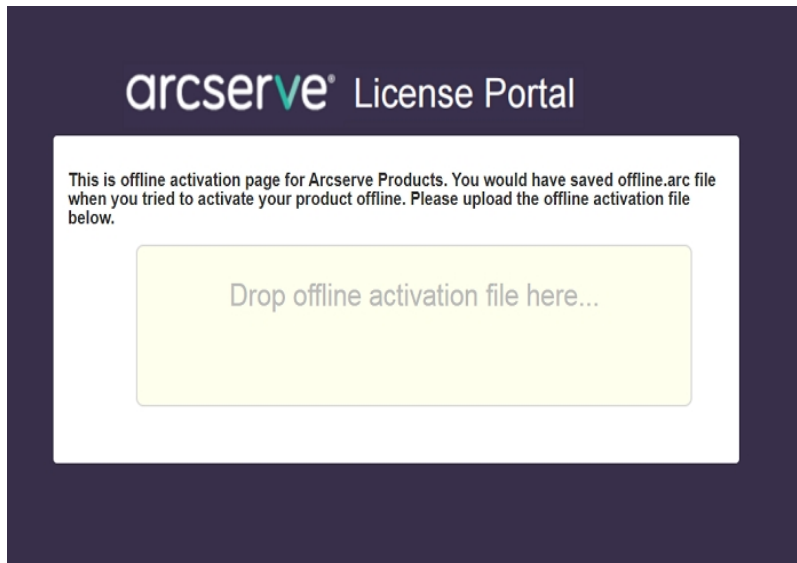 arcserve® License Portal
This is offline activation page for Arcserve Products. You would have saved offline.arc file
when you tried to activate your product offline. Please upload the offline activation file
below.
Drop offline activation file here...